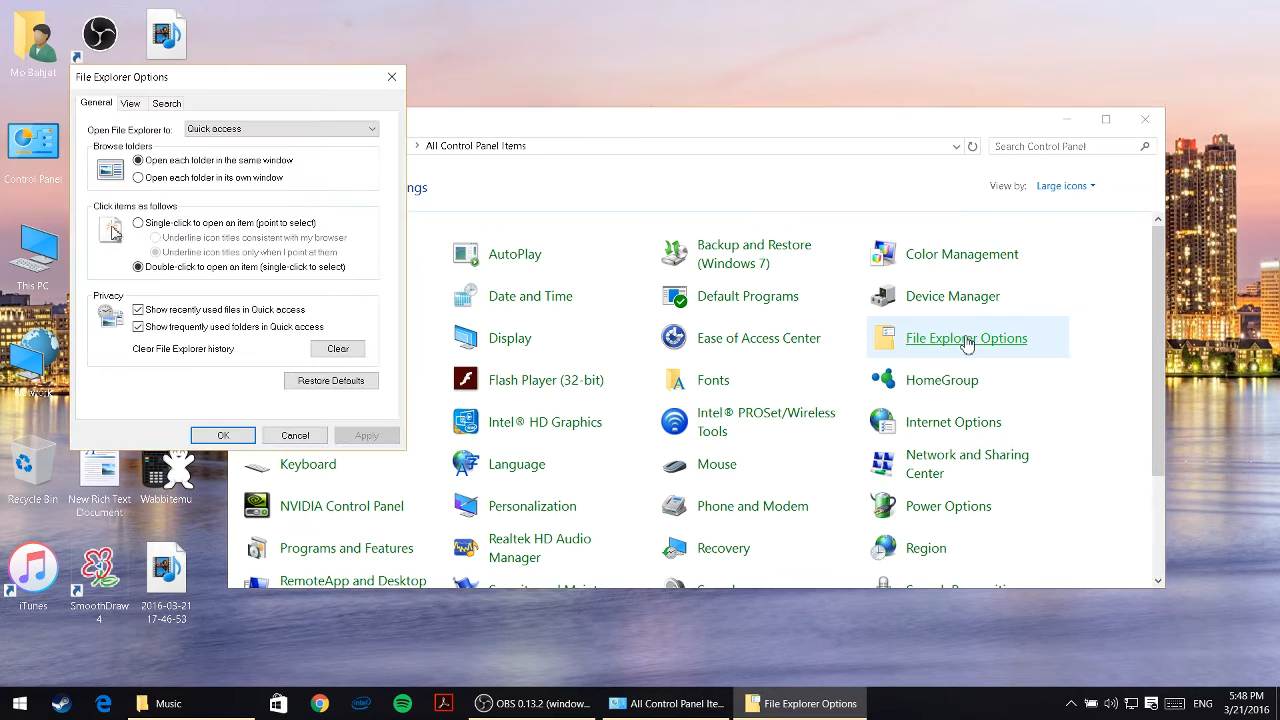 Mo Bahjat
Control Panel
This PC
Recycle Bin
New Rich Text
Document
Wabbitemu
iTunes
SmoothDraw
4
2016-03-21
17-46-53
File Explorer Options
General
View
Search
Open File Explorer to:
Quick access
Browse folders
Open each folder in the same window
Open each folder in its own window
Click items as follows
Single-click to open an item (point to select)
Underline icon titles consistent with my browser
Underline icon titles only when I point at them
Double-click to open an item (single-click to select)
Privacy
Show recently used files in Quick access
Show frequently used folders in Quick access
Clear File Explorer history
Clear
Restore Defaults
OK
Cancel
Apply
All Control Panel Items
Search Control Panel
ngs
View by:
Large icons
AutoPlay
Backup and Restore
(Windows 7)
Color Management
Date and Time
Default Programs
Device Manager
Display
Ease of Access Center
File Explorer Options
Flash Player (32-bit)
Fonts
HomeGroup
Intel® HD Graphics
Intel® PROSet/Wireless
Tools
Internet Options
Keyboard
Language
Mouse
Network and Sharing
Center
NVIDIA Control Panel
Personalization
Phone and Modem
Power Options
Programs and Features
Realtek HD Audio
Manager
Recovery
Region
RemoteApp and Desktop
Music
OBS 0.13.2 (window...
All Control Panel Ite...
File Explorer Options
ENG
5:48 PM
3/21/2016